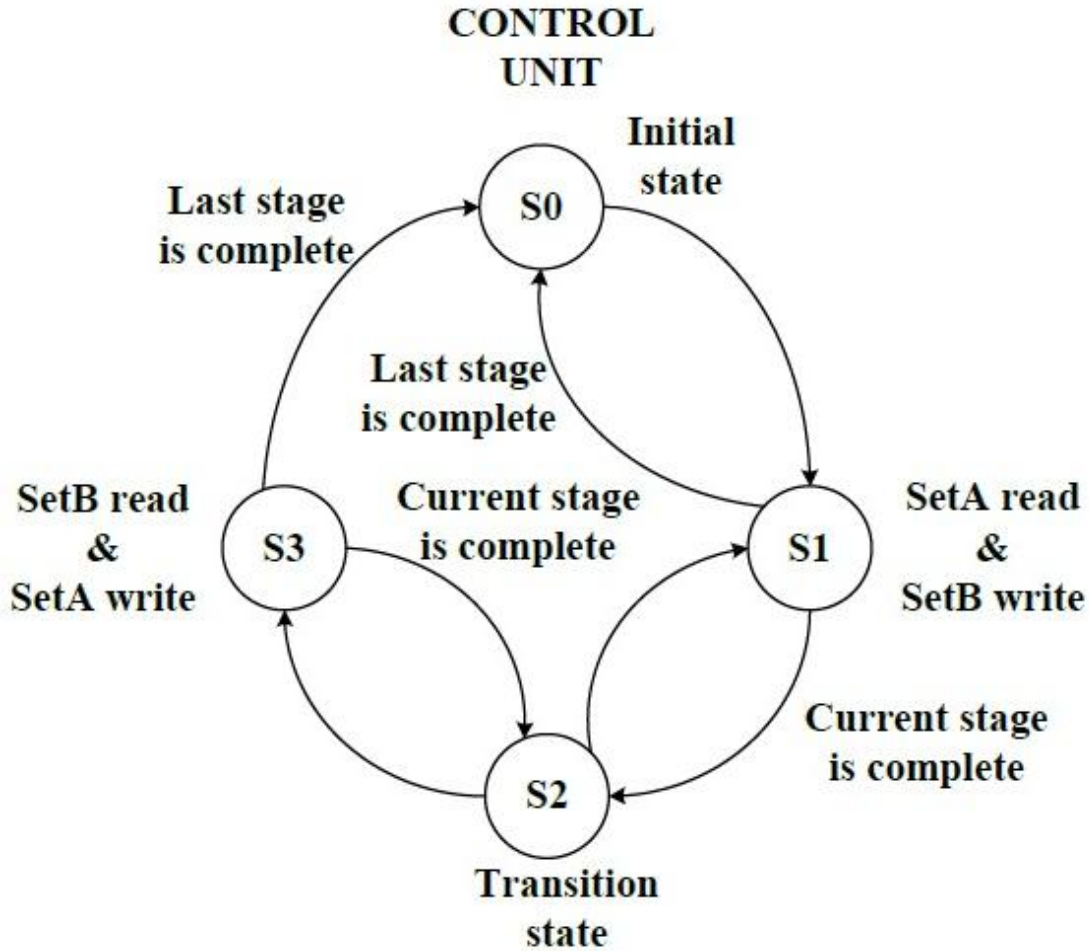 CONTROL
UNIT
Initial
state
S0
Last stage
is complete
Last stage
is complete
SetB read
&
SetA write
S3
Current stage
is complete
S1
SetA read
&
SetB write
Current stage
is complete
S2
Transition
state